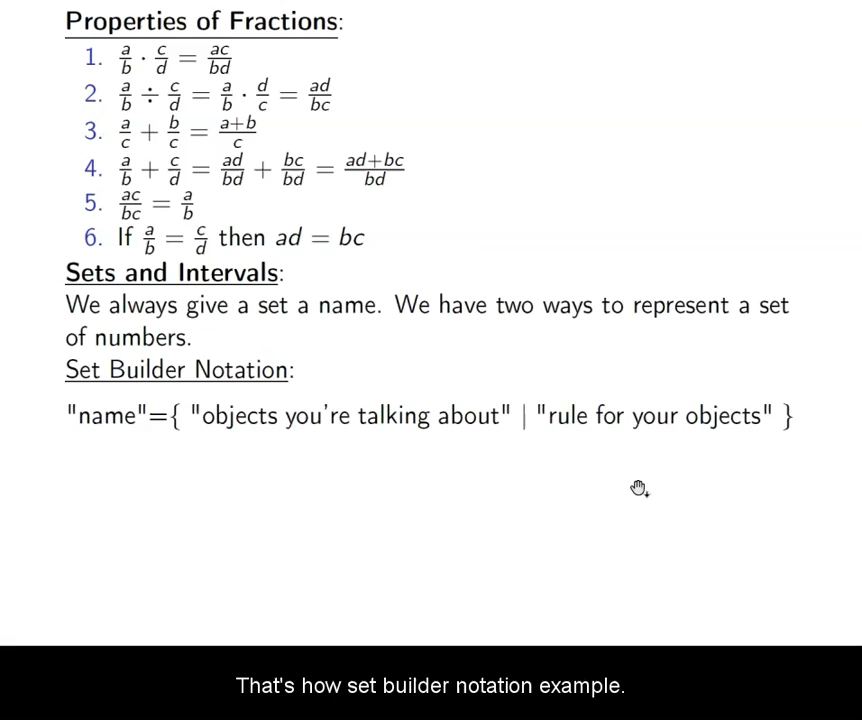 Properties of Fractions:
1. a/b · c/d = ac/bd
2. a/b ÷ c/d = a/b · d/c = ad/bc
3. a/c + b/c = a+b/c
4. a/b + c/d = ad/bd + bc/bd = ad+bc/bd
5. ac/bc = a/b
6. If a/b = c/d then ad = bc
Sets and Intervals:
We always give a set a name. We have two ways to represent a set
of numbers.
Set Builder Notation:
"name"={ "objects you're talking about" | "rule for your objects" }
That's how set builder notation example.